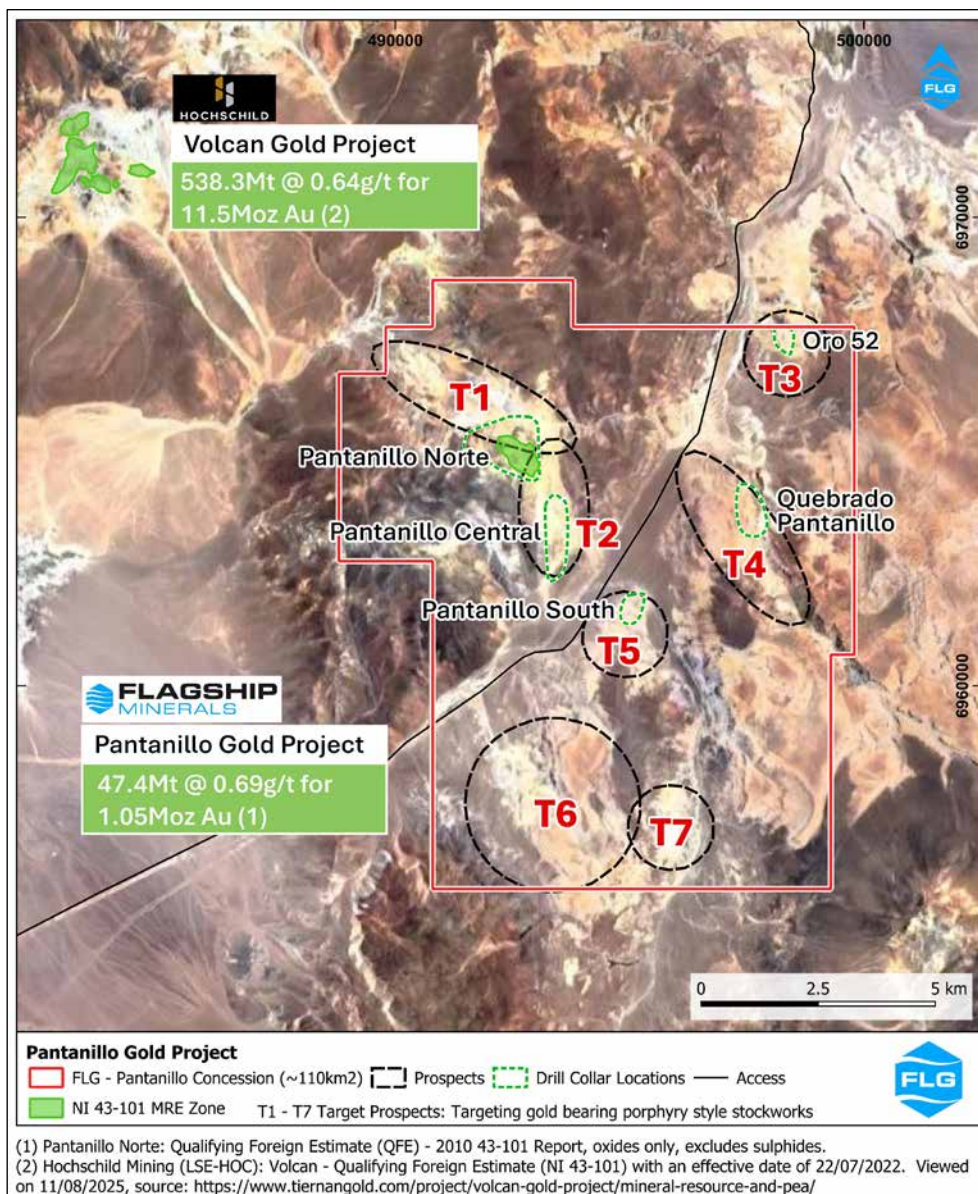 490000
500000
FLG
HOCHSCHILD
Volcan Gold Project
538.3Mt @ 0.64g/t for
11.5Moz Au (2)
6970000
Oro 52
T3
T1
Pantanillo Norte
Quebrado
Pantanillo
Pantanillo Central
T2
T4
Pantanillo South
T5
6960000
FLAGSHIP
MINERALS
Pantanillo Gold Project
47.4Mt @ 0.69g/t for
1.05Moz Au (1)
T6
T7
0 2.5 5 km
Pantanillo Gold Project
FLG - Pantanillo Concession (~110km2) Prospects Drill Collar Locations Access
NI 43-101 MRE Zone T1 - T7 Target Prospects: Targeting gold bearing porphyry style stockworks
FLG
(1) Pantanillo Norte: Qualifying Foreign Estimate (QFE) - 2010 43-101 Report, oxides only, excludes sulphides.
(2) Hochschild Mining (LSE-HOC): Volcan - Qualifying Foreign Estimate (NI 43-101) with an effective date of 22/07/2022. Viewed
on 11/08/2025, source: https://www.tiernangold.com/project/volcan-gold-project/mineral-resource-and-pea/